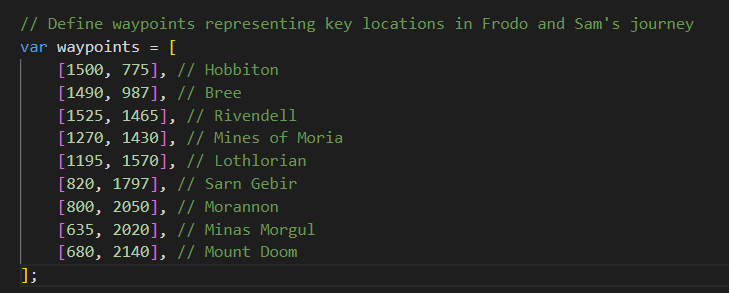 // Define waypoints representing key locations in Frodo and Sam's journey
var waypoints = [
[1500, 775], // Hobbiton
[1490, 987], // Bree
[1525, 1465], // Rivendell
[1270, 1430], // Mines of Moria
[1195, 1570], // Lothlorian
[820, 1797], // Sarn Gebir
[800, 2050], // Morannon
[635, 2020], // Minas Morgul
[680, 2140], // Mount Doom
];